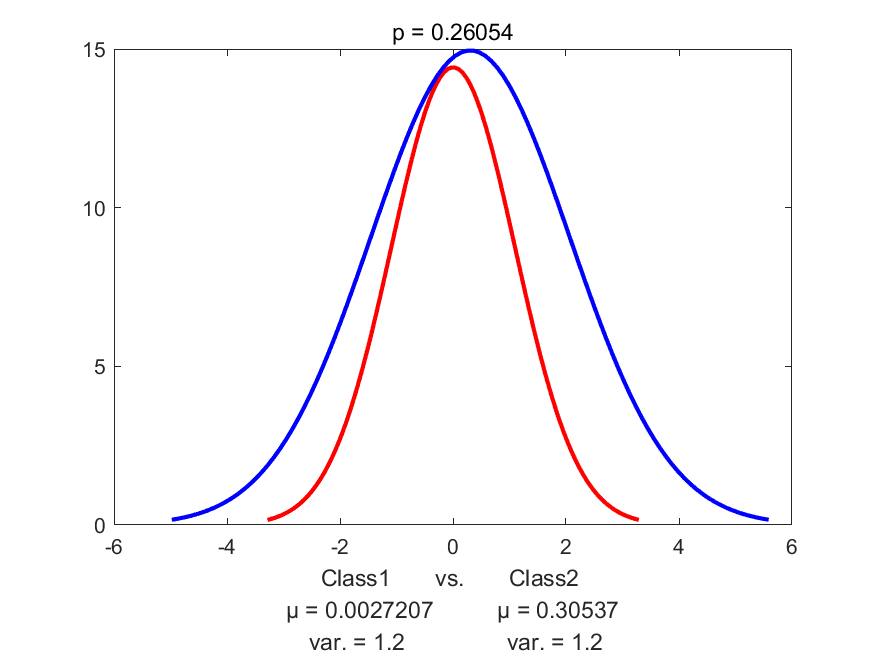 p = 0.26054
15
10
5
0
-6 -4 -2 0 2 4 6
Class1 vs. Class2
μ = 0.0027207 μ = 0.30537
var. = 1.2 var. = 1.2